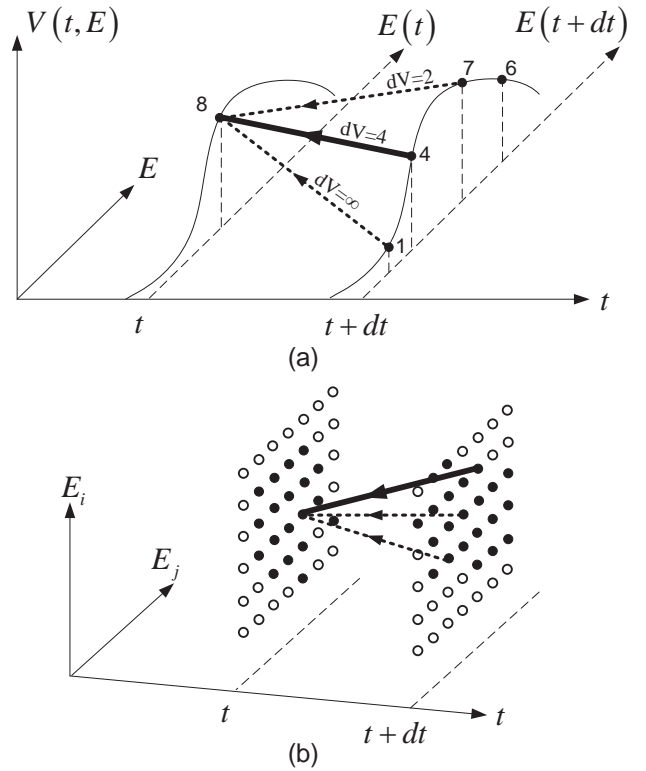 V(t, E)
E(t)
E(t + dt)
7
6
dV=2
8
dV=4
4
E
dV=∞
1
t
t + dt
t
(a)
E_i
E_j
t
t + dt
t
(b)